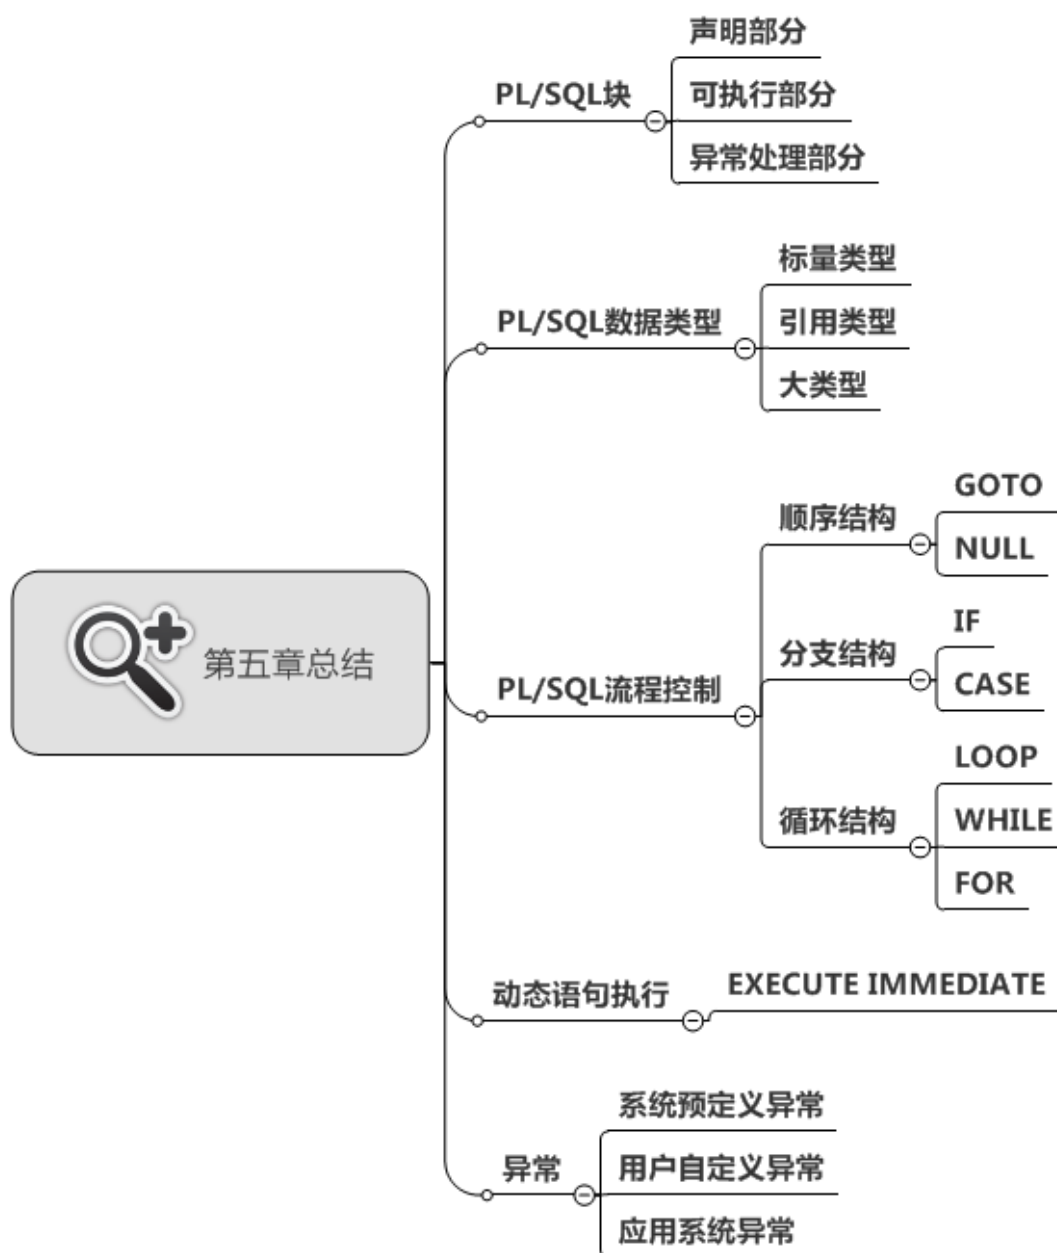 第五章总结
PL/SQL块
声明部分
可执行部分
异常处理部分
PL/SQL数据类型
标量类型
引用类型
大类型
PL/SQL流程控制
顺序结构
GOTO
NULL
分支结构
IF
CASE
循环结构
LOOP
WHILE
FOR
动态语句执行
EXECUTE IMMEDIATE
异常
系统预定义异常
用户自定义异常
应用系统异常